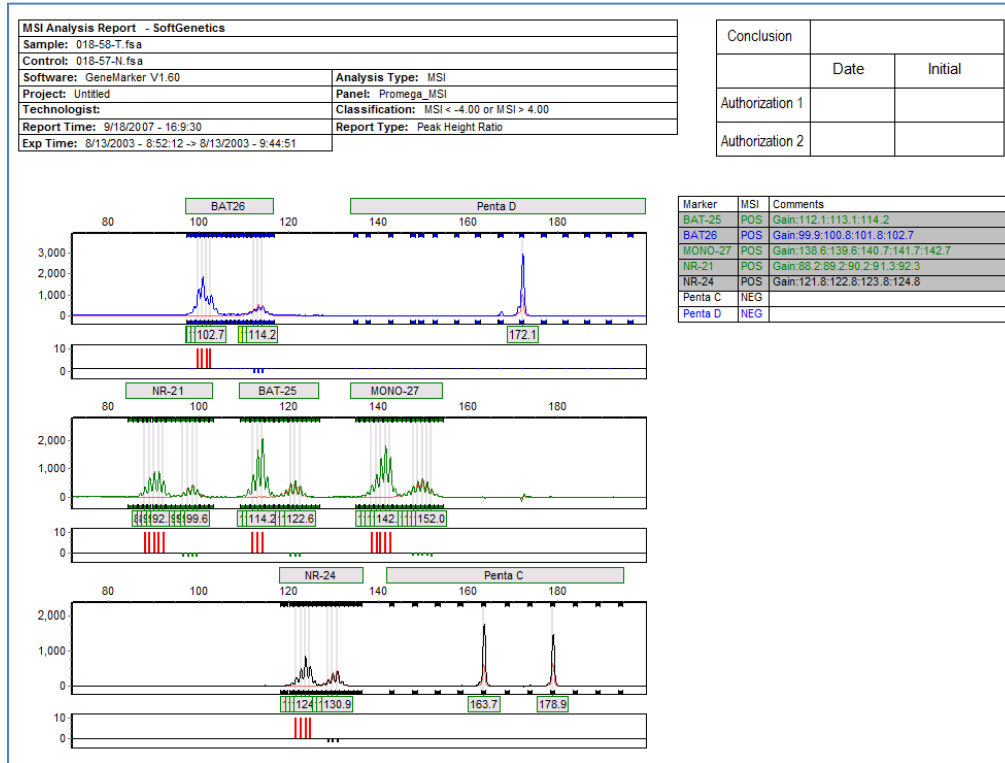 MSI Analysis Report - SoftGenetics
Sample: 018-58-T.fsa
Control: 018-57-N.fsa
Software: GeneMarker V1.60 Analysis Type: MSI
Project: Untitled Panel: Promega_MSI
Technologist: Classification: MSI < -4.00 or MSI > 4.00
Report Time: 9/18/2007 - 16:9:30 Report Type: Peak Height Ratio
Exp Time: 8/13/2003 - 8:52:12 -> 8/13/2003 - 9:44:51
Conclusion
Date Initial
Authorization 1
Authorization 2
BAT26 Penta D
80 100 120 140 160 180
3,000
2,000
1,000
0
102.7 114.2 172.1
10
0
NR-21 BAT-25 MONO-27
80 100 120 140 160 180
2,000
1,000
0
99.6 114.2 122.6 142. 152.0
10
0
NR-24 Penta C
80 100 120 140 160 180
2,000
1,000
0
124 130.9 163.7 178.9
10
0
Marker MSI Comments
BAT-25 POS Gain:112.1:113.1:114.2
BAT26 POS Gain:99.9:100.8:101.8:102.7
MONO-27 POS Gain:138.6:139.6:140.7:141.7:142.7
NR-21 POS Gain:88.2:89.2:90.2:91.3:92.3
NR-24 POS Gain:121.8:122.8:123.8:124.8
Penta C NEG
Penta D NEG